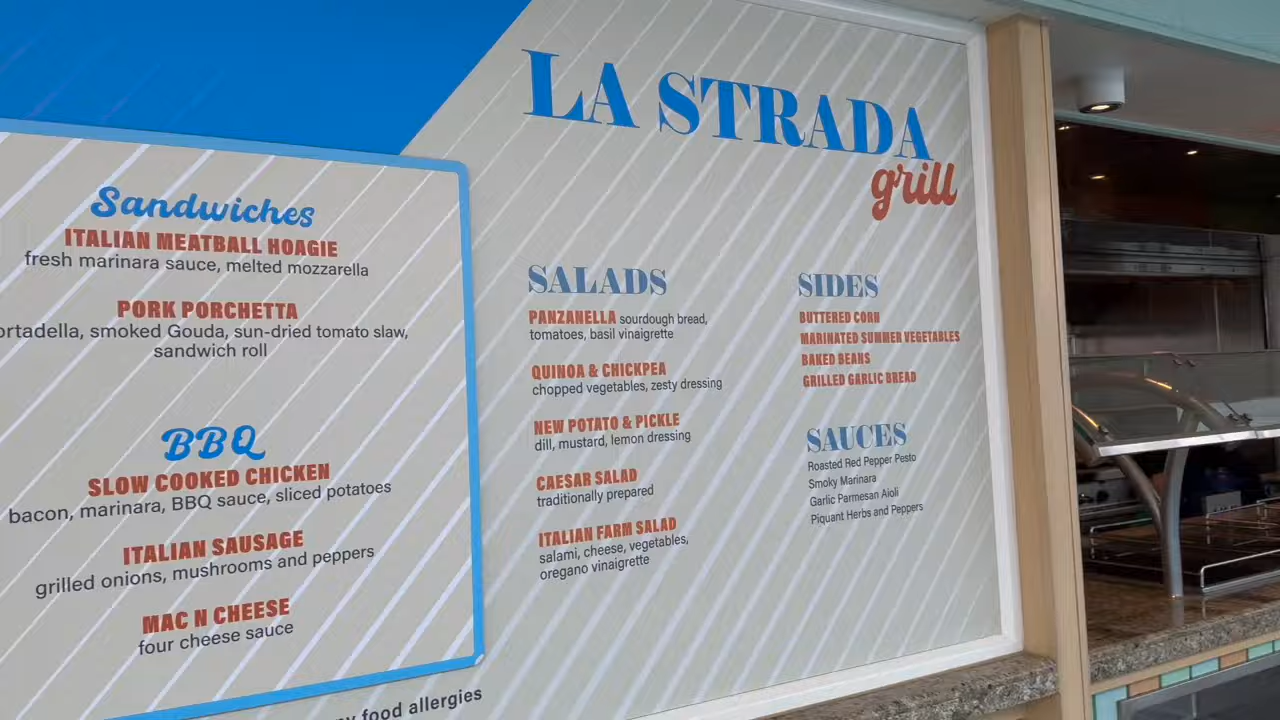 LA STRADA
grill
Sandwiches
ITALIAN MEATBALL HOAGIE
fresh marinara sauce, melted mozzarella
PORK PORCHETTA
smoked Gouda, sun-dried tomato slaw,
sandwich roll
BBQ
SLOW COOKED CHICKEN
bacon, marinara, BBQ sauce, sliced potatoes
ITALIAN SAUSAGE
grilled onions, mushrooms and peppers
MAC N CHEESE
four cheese sauce
food allergies
SALADS
PANZANELLA sourdough bread,
tomatoes, basil vinaigrette
QUINOA & CHICKPEA
chopped vegetables, zesty dressing
NEW POTATO & PICKLE
dill, mustard, lemon dressing
CAESAR SALAD
traditionally prepared
ITALIAN FARM SALAD
salami, cheese, vegetables,
oregano vinaigrette
SIDES
BUTTERED CORN
MARINATED SUMMER VEGETABLES
BAKED BEANS
GRILLED GARLIC BREAD
SAUCES
Roasted Red Pepper Pesto
Smoky Marinara
Garlic Parmesan Aioli
Piquant Herbs and Peppers